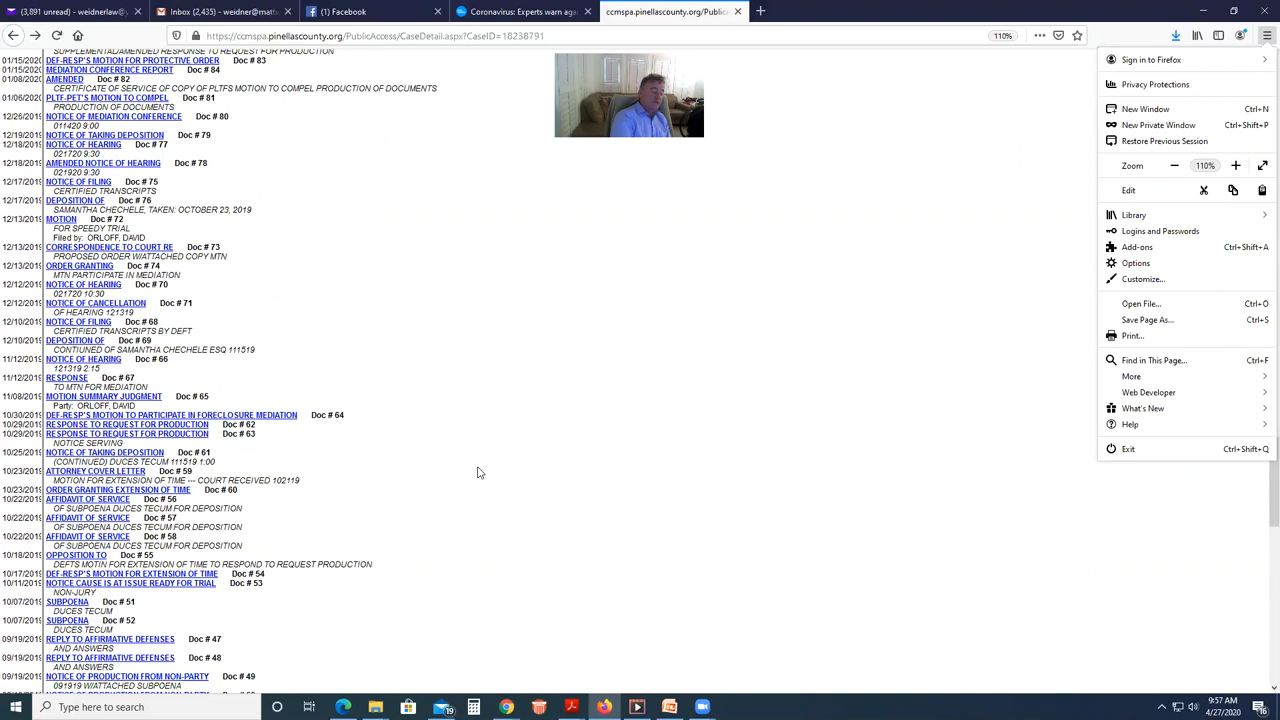 (3,891 unread) - weidnerlaw@
Inbox (2,435) - weidner@matt
(1) Facebook
Coronavirus: Experts warn aga
ccmspa.pinellascounty.org/Public
https://ccmspa.pinellascounty.org/PublicAccess/CaseDetail.aspx?CaseID=18238791
110%
SUPPLEMENTAL/AMENDED RESPONSE TO REQUEST FOR PRODUCTION
01/15/2020 DEF-RESP'S MOTION FOR PROTECTIVE ORDER Doc # 83
01/15/2020 MEDIATION CONFERENCE REPORT Doc # 84
01/08/2020 AMENDED Doc # 82
CERTIFICATE OF SERVICE OF COPY OF PLTFS MOTION TO COMPEL PRODUCTION OF DOCUMENTS
01/06/2020 PLTF-PET'S MOTION TO COMPEL Doc # 81
PRODUCTION OF DOCUMENTS
12/26/2019 NOTICE OF MEDIATION CONFERENCE Doc # 80
011420 9:00
12/19/2019 NOTICE OF TAKING DEPOSITION Doc # 79
12/18/2019 NOTICE OF HEARING Doc # 77
021720 9:30
12/18/2019 AMENDED NOTICE OF HEARING Doc # 78
021920 9:30
12/17/2019 NOTICE OF FILING Doc # 75
CERTIFIED TRANSCRIPTS
12/17/2019 DEPOSITION OF Doc # 76
SAMANTHA CHECHELE, TAKEN: OCTOBER 23, 2019
12/13/2019 MOTION Doc # 72
FOR SPEEDY TRIAL
Filed by: ORLOFF, DAVID
12/13/2019 CORRESPONDENCE TO COURT RE Doc # 73
PROPOSED ORDER W/ATTACHED COPY MTN
12/13/2019 ORDER GRANTING Doc # 74
MTN PARTICIPATE IN MEDIATION
12/12/2019 NOTICE OF HEARING Doc # 70
021720 10:30
12/12/2019 NOTICE OF CANCELLATION Doc # 71
OF HEARING 121319
12/10/2019 NOTICE OF FILING Doc # 68
CERTIFIED TRANSCRIPTS BY DEFT
12/10/2019 DEPOSITION OF Doc # 69
CONTIUNED OF SAMANTHA CHECHELE ESQ 111519
11/12/2019 NOTICE OF HEARING Doc # 66
121319 2:15
11/12/2019 RESPONSE Doc # 67
TO MTN FOR MEDIATION
11/08/2019 MOTION SUMMARY JUDGMENT Doc # 65
Party: ORLOFF, DAVID
10/30/2019 DEF-RESP'S MOTION TO PARTICIPATE IN FORECLOSURE MEDIATION Doc # 64
10/29/2019 RESPONSE TO REQUEST FOR PRODUCTION Doc # 62
10/29/2019 RESPONSE TO REQUEST FOR PRODUCTION Doc # 63
NOTICE SERVING
10/25/2019 NOTICE OF TAKING DEPOSITION Doc # 61
(CONTINUED) DUCES TECUM 111519 1:00
10/23/2019 ATTORNEY COVER LETTER Doc # 59
MOTION FOR EXTENSION OF TIME --- COURT RECEIVED 102119
10/23/2019 ORDER GRANTING EXTENSION OF TIME Doc # 60
10/22/2019 AFFIDAVIT OF SERVICE Doc # 56
OF SUBPOENA DUCES TECUM FOR DEPOSITION
10/22/2019 AFFIDAVIT OF SERVICE Doc # 57
OF SUBPOENA DUCES TECUM FOR DEPOSITION
10/22/2019 AFFIDAVIT OF SERVICE Doc # 58
OF SUBPOENA DUCES TECUM FOR DEPOSITION
10/18/2019 OPPOSITION TO Doc # 55
DEFTS MOTIN FOR EXTENSION OF TIME TO RESPOND TO REQUEST PRODUCTION
10/17/2019 DEF-RESP'S MOTION FOR EXTENSION OF TIME Doc # 54
10/11/2019 NOTICE CAUSE IS AT ISSUE READY FOR TRIAL Doc # 53
NON-JURY
10/07/2019 SUBPOENA Doc # 51
DUCES TECUM
10/07/2019 SUBPOENA Doc # 52
DUCES TECUM
09/19/2019 REPLY TO AFFIRMATIVE DEFENSES Doc # 47
AND ANSWERS
09/19/2019 REPLY TO AFFIRMATIVE DEFENSES Doc # 48
AND ANSWERS
09/19/2019 NOTICE OF PRODUCTION FROM NON-PARTY Doc # 49
091919 W/ATTACHED SUBPOENA
Sign in to Firefox
Privacy Protections
New Window Ctrl+N
New Private Window Ctrl+Shift+P
Restore Previous Session
Zoom 110%
Edit
Library
Logins and Passwords
Add-ons Ctrl+Shift+A
Options
Customize...
Open File... Ctrl+O
Save Page As... Ctrl+S
Print...
Find in This Page... Ctrl+F
More
Web Developer
What's New
Help
Exit Ctrl+Shift+Q
Type here to search
19
9:57 AM
4/27/2020
16